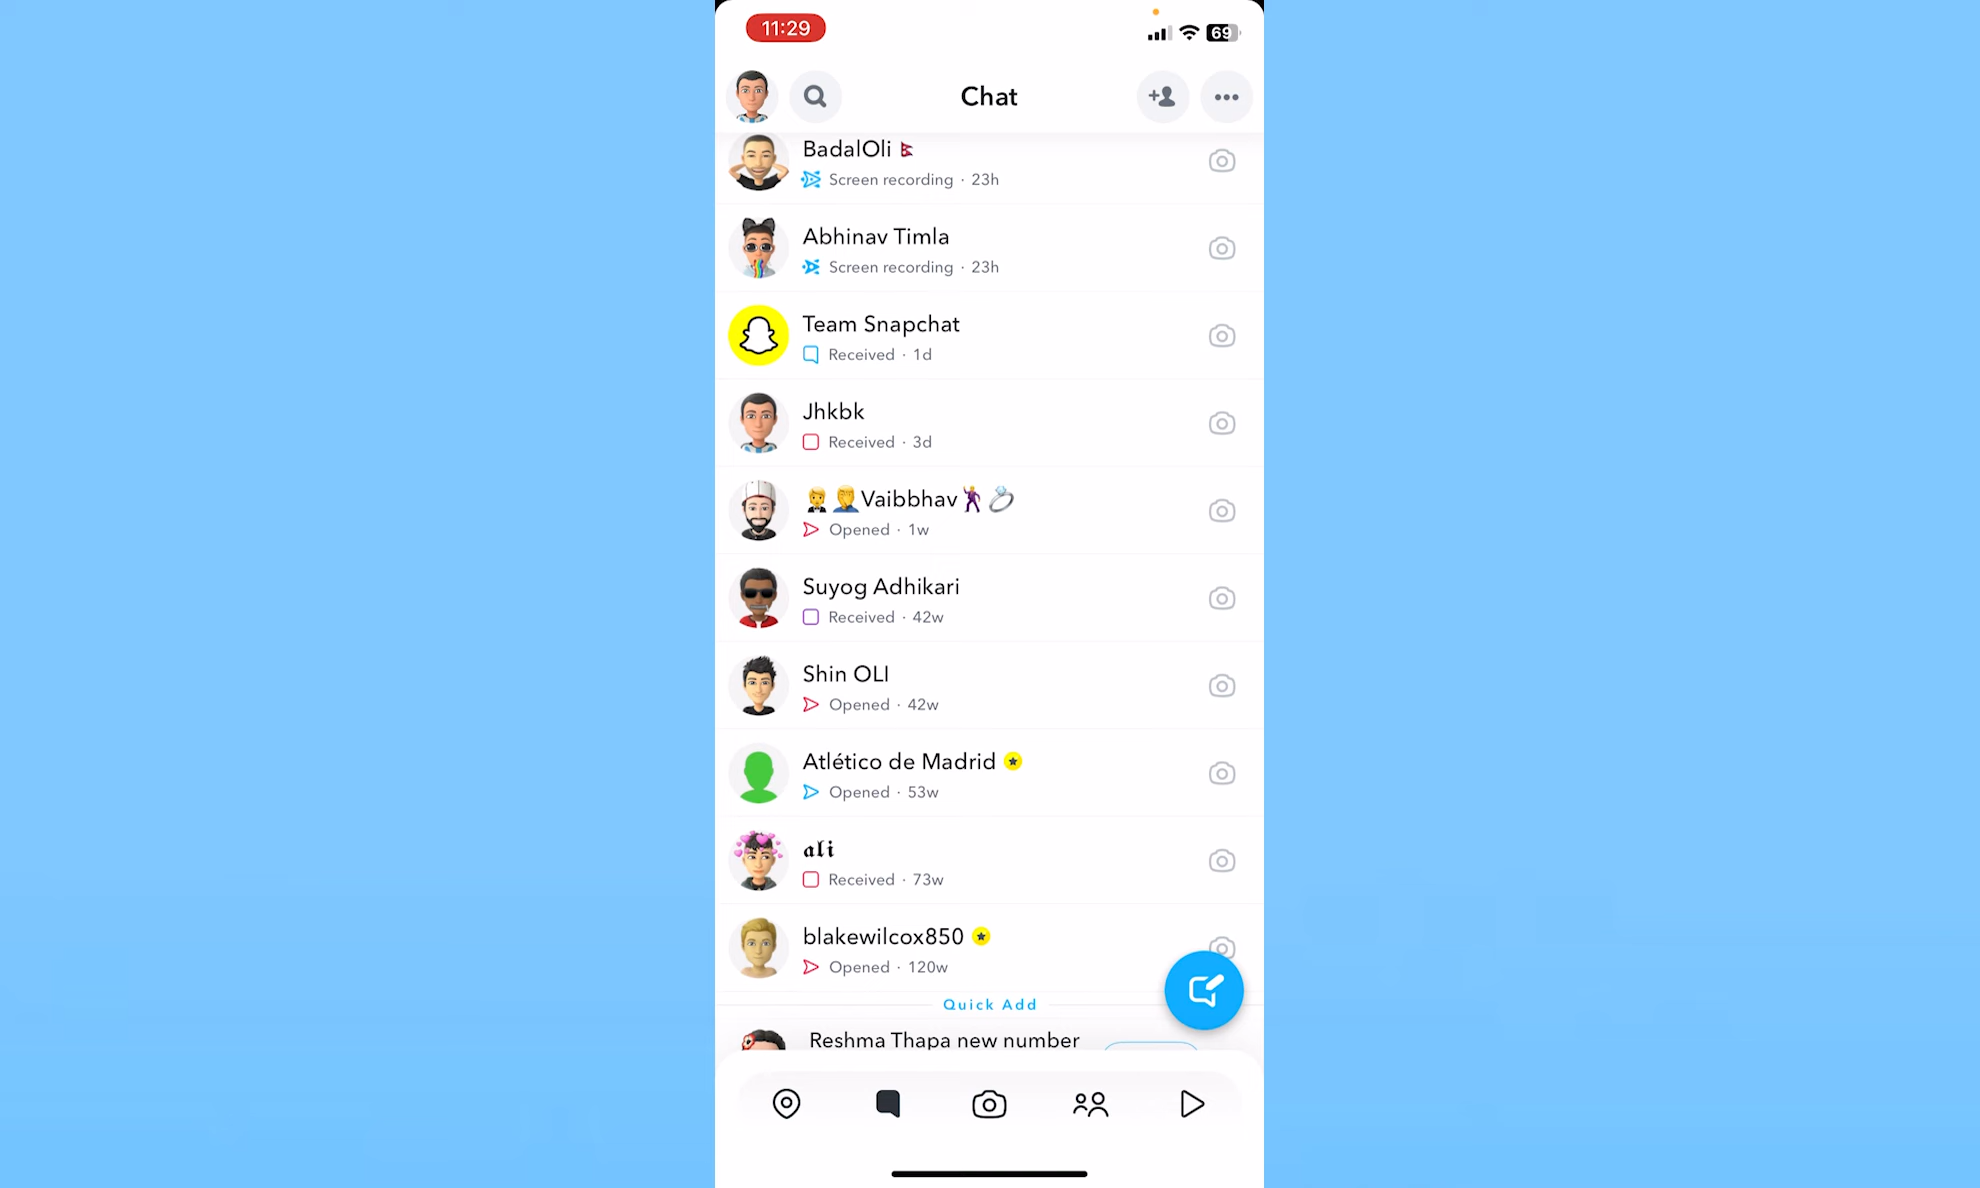 11:29
69
Chat
BadalOli
Screen recording · 23h
Abhinav Timla
Screen recording · 23h
Team Snapchat
Received · 1d
Jhkbk
Received · 3d
🤵🤦Vaibbhav🕺💍
Opened · 1w
Suyog Adhikari
Received · 42w
Shin OLI
Opened · 42w
Atlético de Madrid
Opened · 53w
𝖆𝖑𝖎
Received · 73w
blakewilcox850
Opened · 120w
Quick Add
Reshma Thapa new number